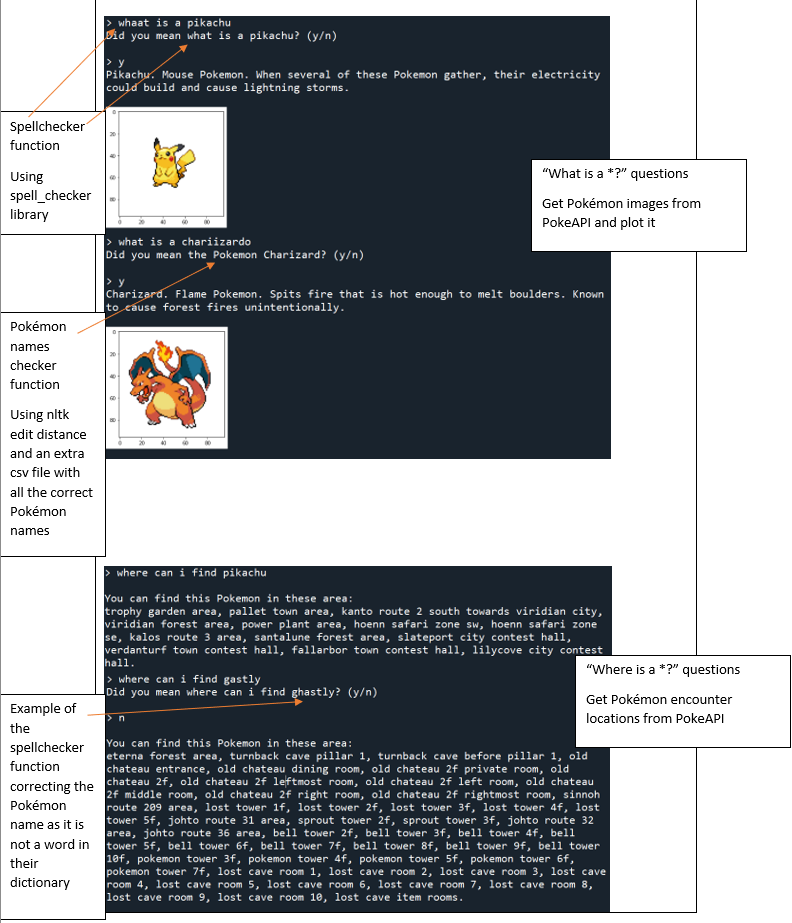 > whaat is a pikachu
Did you mean what is a pikachu? (y/n)
> y
Pikachu. Mouse Pokemon. When several of these Pokemon gather, their electricity
could build and cause lightning storms.
0
20
40
60
80
0 20 40 60 80
Spellchecker
function
Using
spell_checker
library
“What is a *?” questions
Get Pokémon images from
PokeAPI and plot it
> what is a chariizardo
Did you mean the Pokemon Charizard? (y/n)
> y
Charizard. Flame Pokemon. Spits fire that is hot enough to melt boulders. Known
to cause forest fires unintentionally.
0
20
40
60
80
0 20 40 60 80
Pokémon
names
checker
function
Using nltk
edit distance
and an extra
csv file with
all the correct
Pokémon
names
> where can i find pikachu
You can find this Pokemon in these area:
trophy garden area, pallet town area, kanto route 2 south towards viridian city,
viridian forest area, power plant area, hoenn safari zone sw, hoenn safari zone
se, kalos route 3 area, santalune forest area, slateport city contest hall,
verdanturf town contest hall, fallarbor town contest hall, lilycove city contest
hall.
> where can i find gastly
Did you mean where can i find ghastly? (y/n)
> n
You can find this Pokemon in these area:
eterna forest area, turnback cave pillar 1, turnback cave before pillar 1, old
chateau entrance, old chateau dining room, old chateau 2f private room, old
chateau 2f, old chateau 2f leftmost room, old chateau 2f left room, old chateau
2f middle room, old chateau 2f right room, old chateau 2f rightmost room, sinnoh
route 209 area, lost tower 1f, lost tower 2f, lost tower 3f, lost tower 4f, lost
tower 5f, johto route 31 area, sprout tower 2f, sprout tower 3f, johto route 32
area, johto route 36 area, bell tower 2f, bell tower 3f, bell tower 4f, bell
tower 5f, bell tower 6f, bell tower 7f, bell tower 8f, bell tower 9f, bell tower
10f, pokemon tower 3f, pokemon tower 4f, pokemon tower 5f, pokemon tower 6f,
pokemon tower 7f, lost cave room 1, lost cave room 2, lost cave room 3, lost cave
room 4, lost cave room 5, lost cave room 6, lost cave room 7, lost cave room 8,
lost cave room 9, lost cave room 10, lost cave item rooms.
“Where is a *?” questions
Get Pokémon encounter
locations from PokeAPI
Example of
the
spellchecker
function
correcting the
Pokémon
name as it is
not a word in
their
dictionary